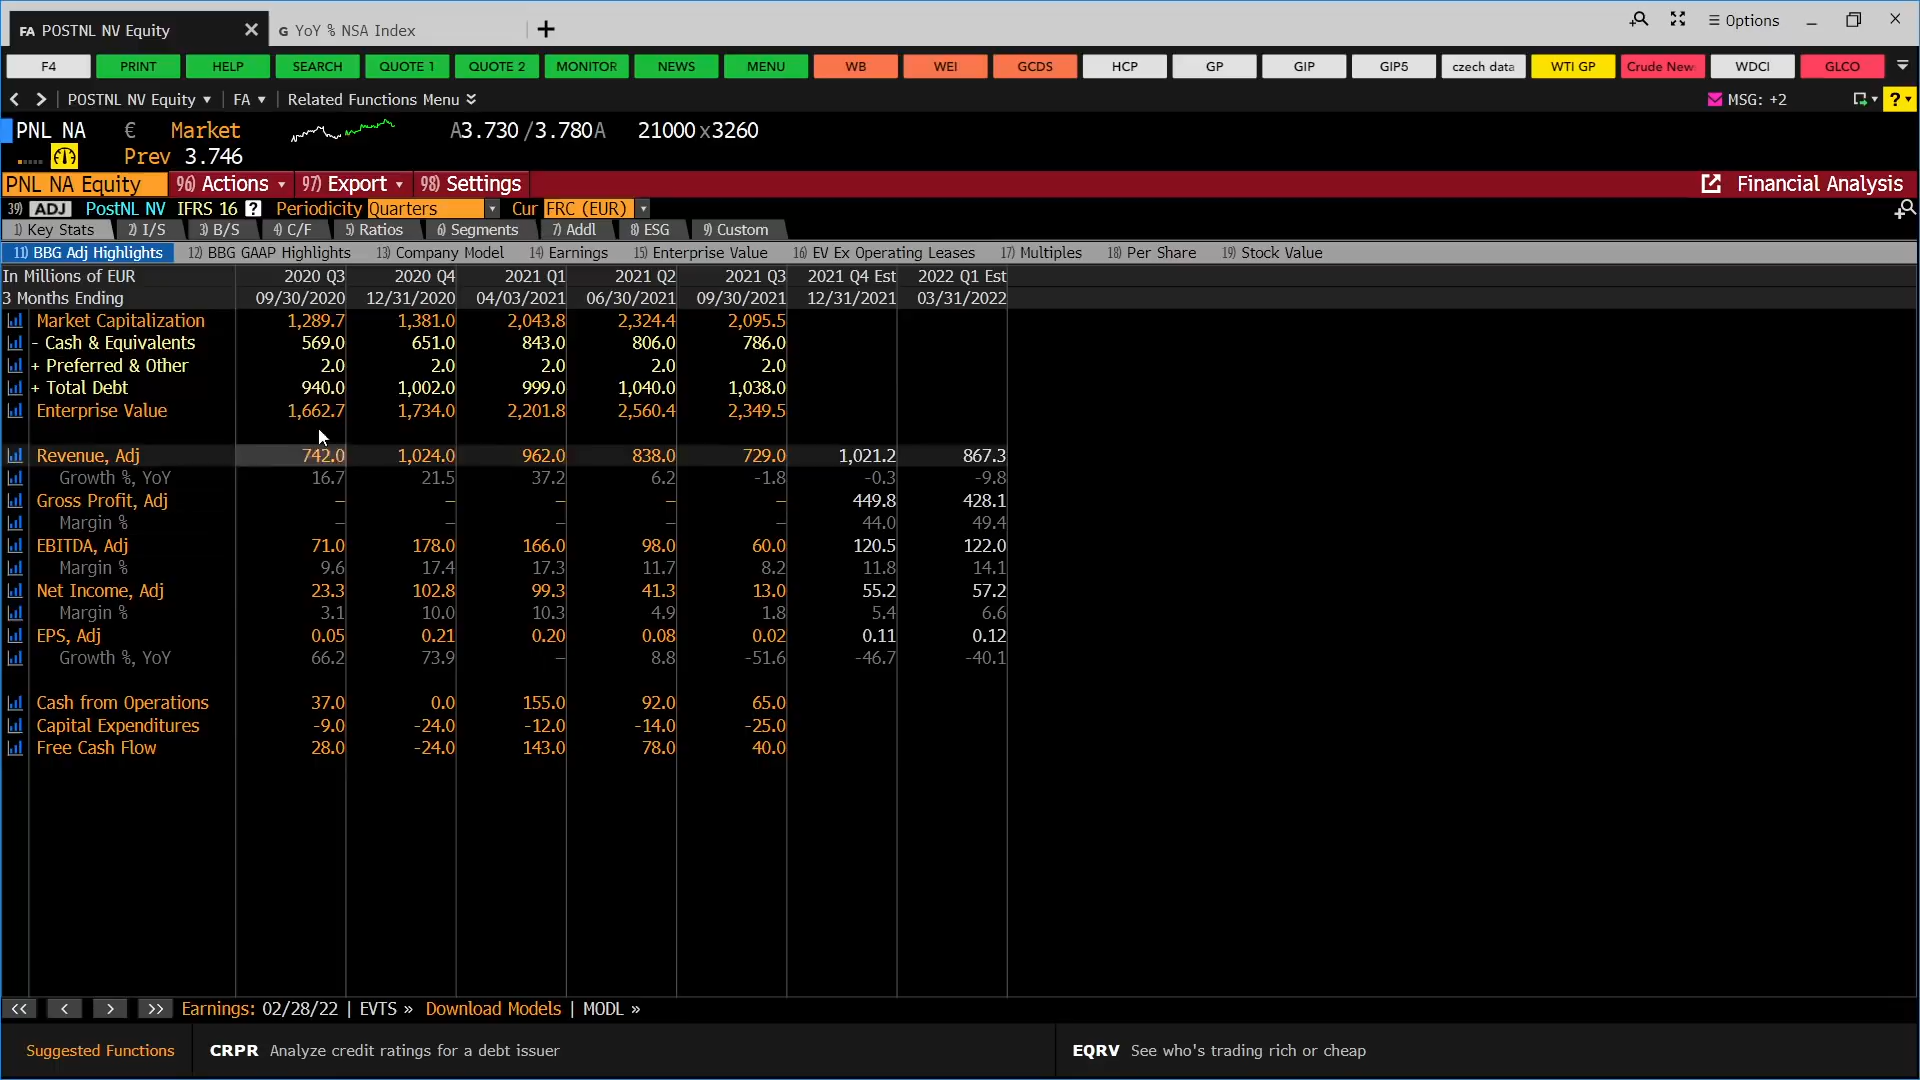 FA POSTNL NV Equity G YoY % NSA Index
Options
F4 PRINT HELP SEARCH QUOTE 1 QUOTE 2 MONITOR NEWS MENU WB WEI GCDS HCP GP GIP GIP5 czech data WTI GP Crude New WDCI GLCO
POSTNL NV Equity FA Related Functions Menu MSG: +2 ?
PNL NA € Market A3.730 /3.780A 21000 x3260
Prev 3.746
PNL NA Equity 96) Actions 97) Export 98) Settings Financial Analysis
39) ADJ PostNL NV IFRS 16 ? Periodicity Quarters Cur FRC (EUR)
1) Key Stats 2) I/S 3) B/S 4) C/F 5) Ratios 6) Segments 7) Addl 8) ESG 9) Custom
11) BBG Adj Highlights 12) BBG GAAP Highlights 13) Company Model 14) Earnings 15) Enterprise Value 16) EV Ex Operating Leases 17) Multiples 18) Per Share 19) Stock Value
In Millions of EUR 2020 Q3 2020 Q4 2021 Q1 2021 Q2 2021 Q3 2021 Q4 Est 2022 Q1 Est
3 Months Ending 09/30/2020 12/31/2020 04/03/2021 06/30/2021 09/30/2021 12/31/2021 03/31/2022
Market Capitalization 1,289.7 1,381.0 2,043.8 2,324.4 2,095.5
- Cash & Equivalents 569.0 651.0 843.0 806.0 786.0
+ Preferred & Other 2.0 2.0 2.0 2.0 2.0
+ Total Debt 940.0 1,002.0 999.0 1,040.0 1,038.0
Enterprise Value 1,662.7 1,734.0 2,201.8 2,560.4 2,349.5
Revenue, Adj 742.0 1,024.0 962.0 838.0 729.0 1,021.2 867.3
Growth %, YoY 16.7 21.5 37.2 6.2 -1.8 -0.3 -9.8
Gross Profit, Adj – – – – – 449.8 428.1
Margin % – – – – – 44.0 49.4
EBITDA, Adj 71.0 178.0 166.0 98.0 60.0 120.5 122.0
Margin % 9.6 17.4 17.3 11.7 8.2 11.8 14.1
Net Income, Adj 23.3 102.8 99.3 41.3 13.0 55.2 57.2
Margin % 3.1 10.0 10.3 4.9 1.8 5.4 6.6
EPS, Adj 0.05 0.21 0.20 0.08 0.02 0.11 0.12
Growth %, YoY 66.2 73.9 – 8.8 -51.6 -46.7 -40.1
Cash from Operations 37.0 0.0 155.0 92.0 65.0
Capital Expenditures -9.0 -24.0 -12.0 -14.0 -25.0
Free Cash Flow 28.0 -24.0 143.0 78.0 40.0
<< < > >> Earnings: 02/28/22 | EVTS » Download Models | MODL »
Suggested Functions CRPR Analyze credit ratings for a debt issuer EQRV See who's trading rich or cheap